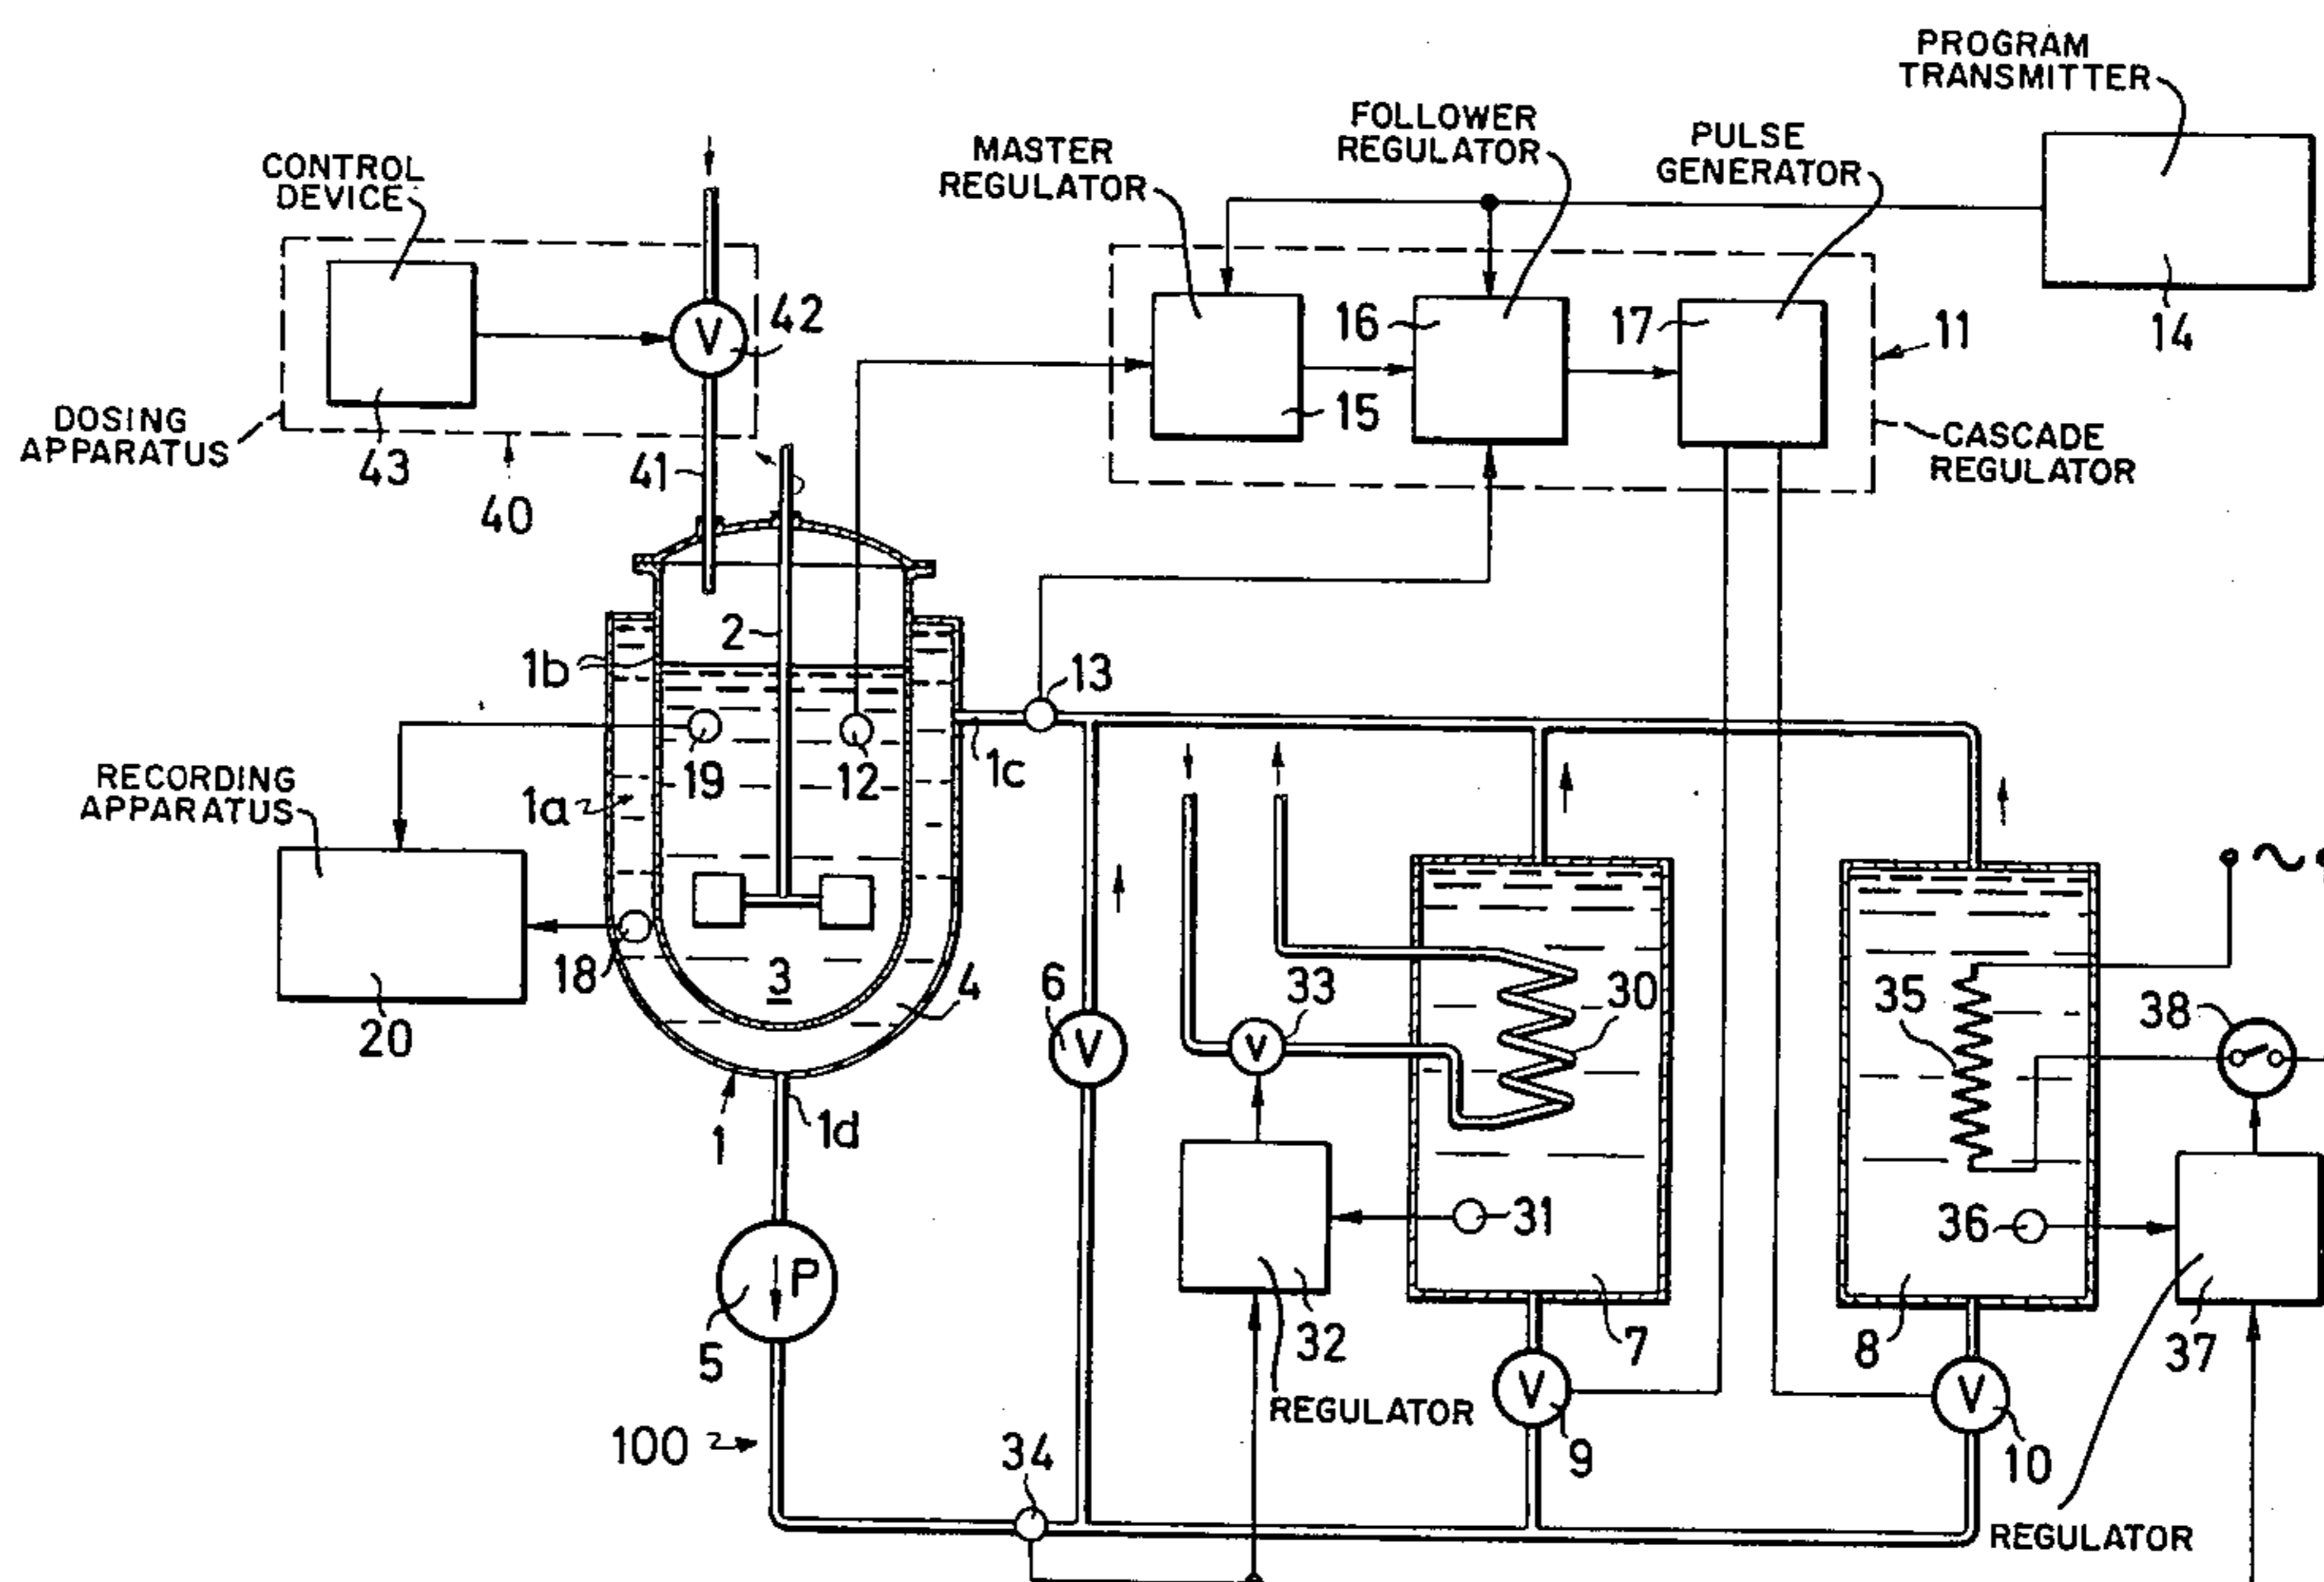 PROGRAM
TRANSMITTER
FOLLOWER
REGULATOR
MASTER
REGULATOR
PULSE
GENERATOR
CONTROL
DEVICE
V
42
16
17
11
14
15
DOSING
APPARATUS
43
41
40
CASCADE
REGULATOR
2
1b
13
19
12
1c
RECORDING
APPARATUS
1a
~
18
3
4
6
33
30
35
38
20
V
V
1
1d
31
36
P
5
32
7
8
37
REGULATOR
V
V
9
10
100
34
REGULATOR